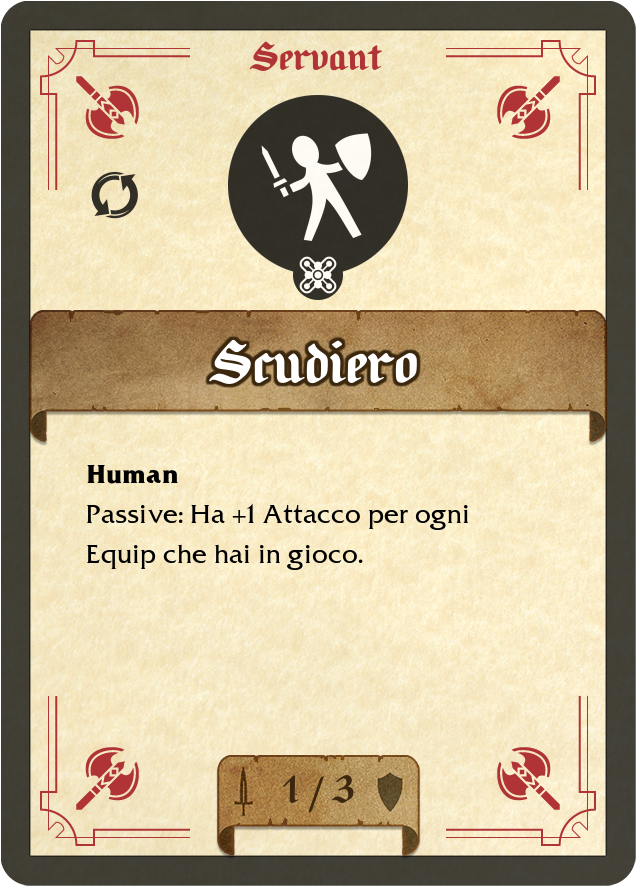 Servant
Scudiero
Human
Passive: Ha +1 Attacco per ogni
Equip che hai in gioco.
1/3